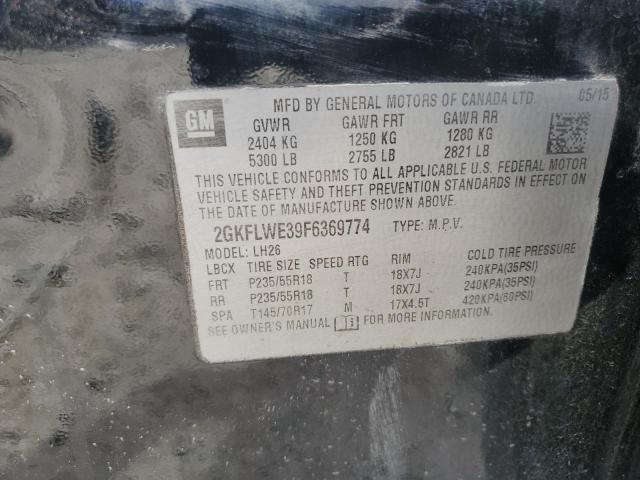 GM
MFD BY GENERAL MOTORS OF CANADA LTD. 05/15
GVWR GAWR FRT GAWR RR
2404 KG 1250 KG 1280 KG
5300 LB 2755 LB 2821 LB
THIS VEHICLE CONFORMS TO ALL APPLICABLE U.S. FEDERAL MOTOR
VEHICLE SAFETY AND THEFT PREVENTION STANDARDS IN EFFECT ON
THE DATE OF MANUFACTURE SHOWN ABOVE.
2GKFLWE39F6369774 TYPE: M.P.V.
MODEL: LH26
LBCX TIRE SIZE SPEED RTG RIM COLD TIRE PRESSURE
FRT P235/55R18 T 18X7J 240KPA(35PSI)
RR P235/55R18 T 18X7J 240KPA(35PSI)
SPA T145/70R17 M 17X4.5T 420KPA(60PSI)
SEE OWNER'S MANUAL FOR MORE INFORMATION.